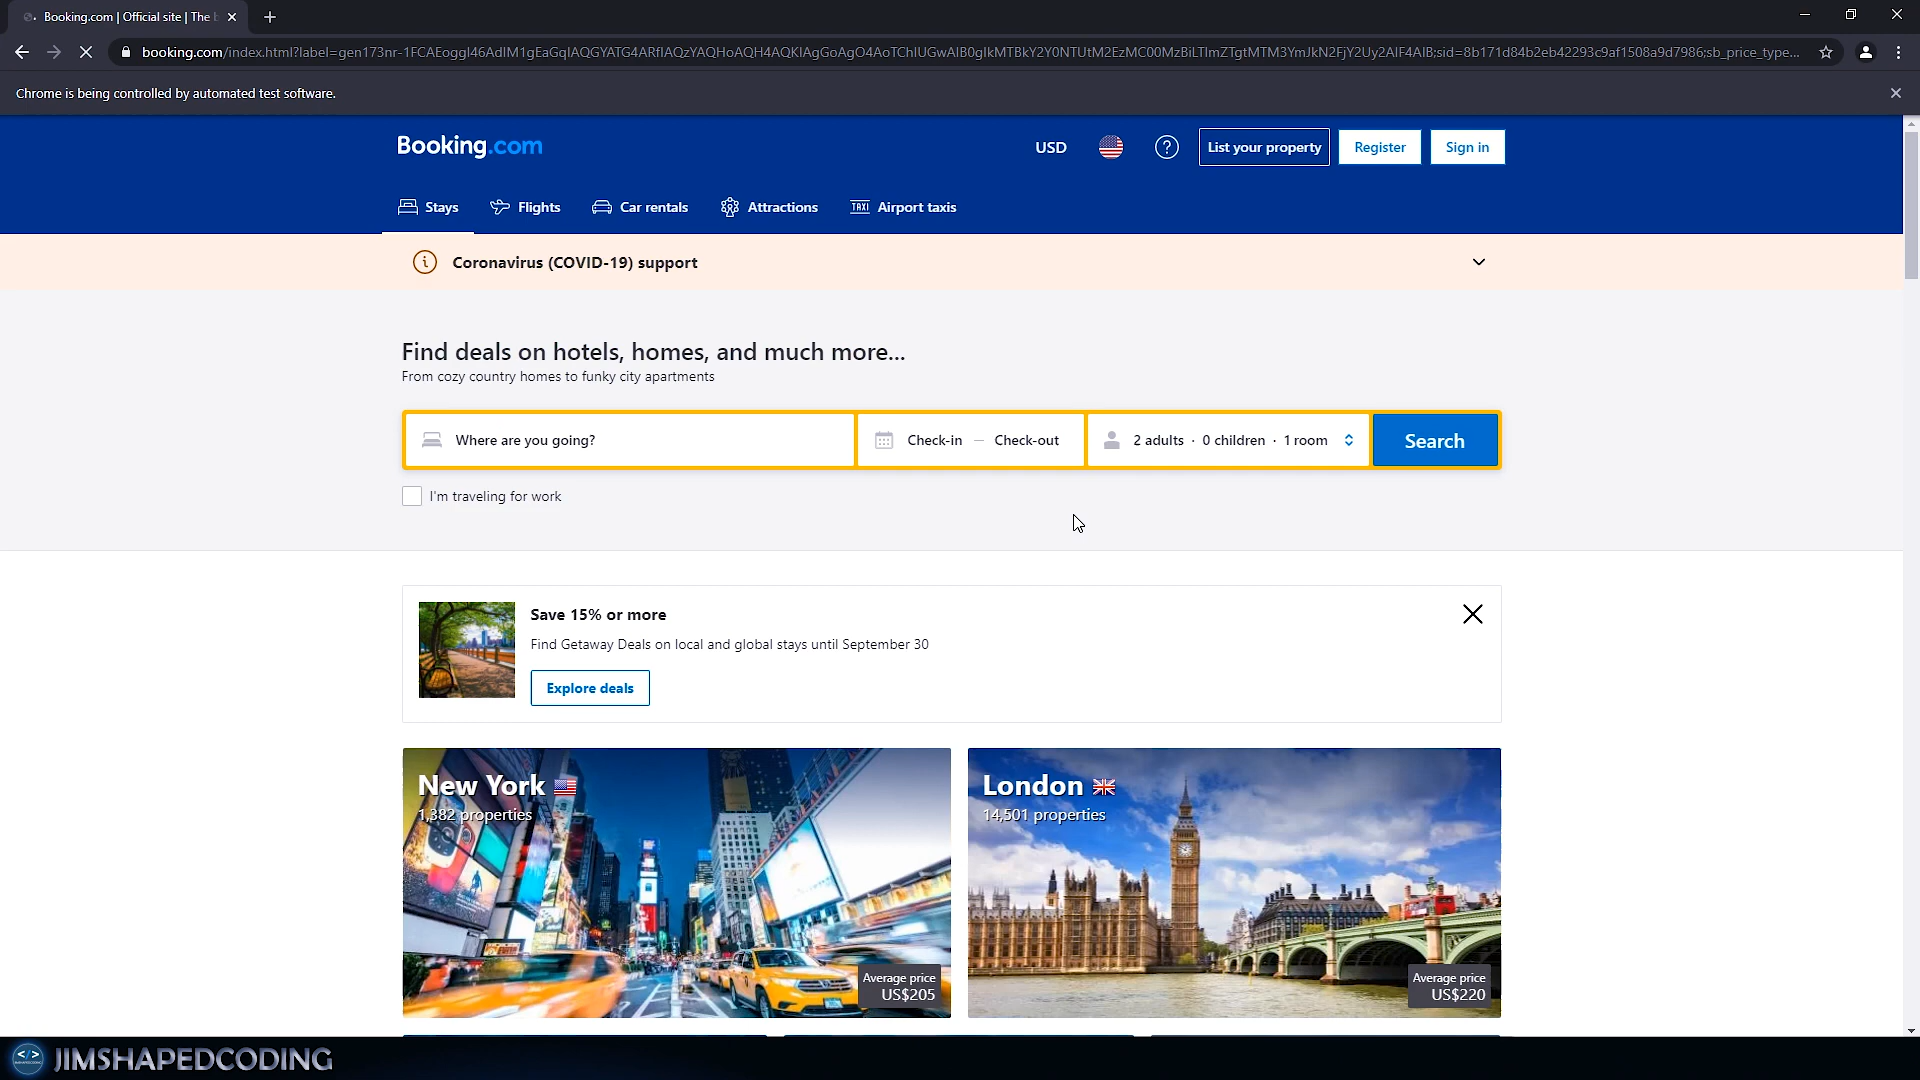 Booking.com | Official site | The b
booking.com/index.html?label=
Chrome is being controlled by automated test software.
Booking.com
USD
List your property
Register
Sign in
Stays
Flights
Car rentals
Attractions
TAXI Airport taxis
Coronavirus (COVID-19) support
Find deals on hotels, homes, and much more...
From cozy country homes to funky city apartments
Where are you going?
Check-in — Check-out
2 adults · 0 children · 1 room
Search
I'm traveling for work
Save 15% or more
Find Getaway Deals on local and global stays until September 30
Explore deals
New York
1,382 properties
Average price
US$205
London
14,501 properties
Average price
US$220
JIMSHAPEDCODING